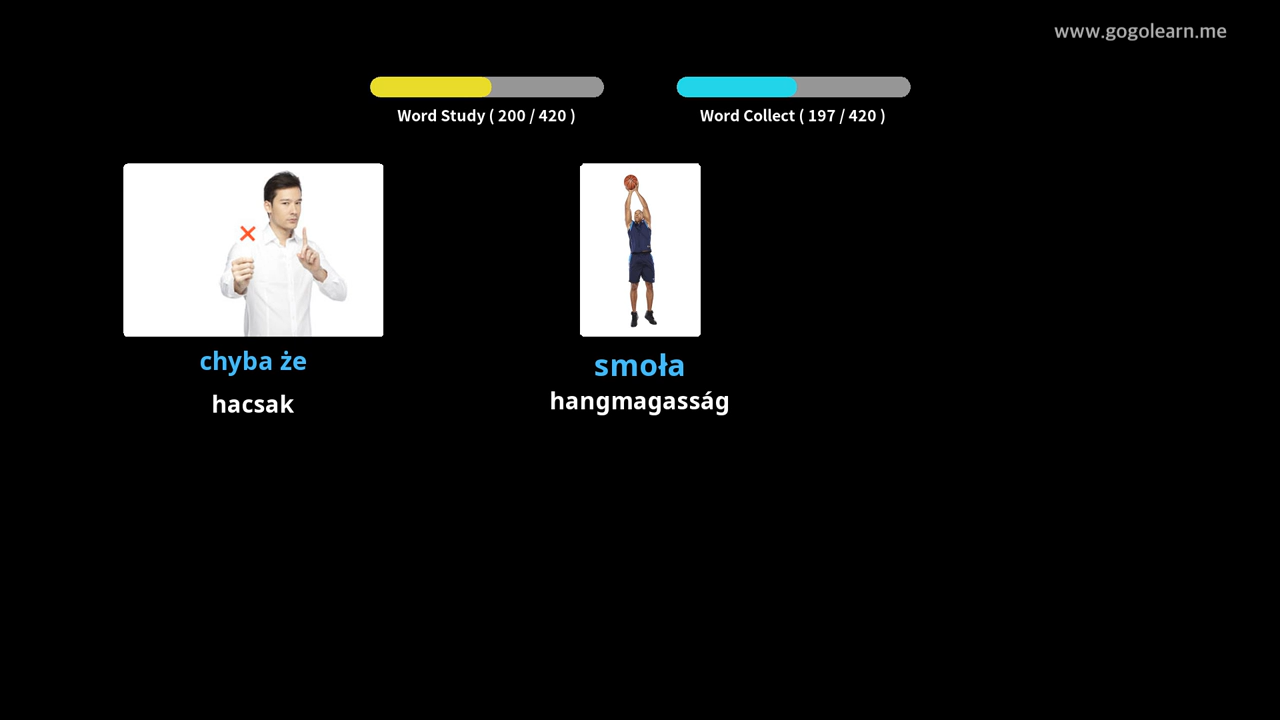 www.gogolearn.me
Word Study ( 200 / 420 )
Word Collect ( 197 / 420 )
chyba że
hacsak
smoła
hangmagasság